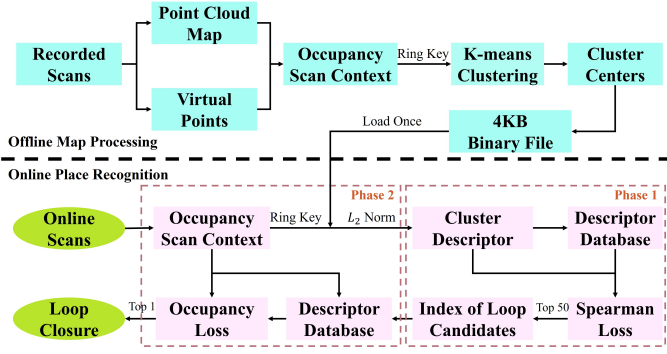 Point Cloud
Map
Recorded
Scans
Virtual
Points
Occupancy
Scan Context
Ring Key
K-means
Clustering
Cluster
Centers
4KB
Binary File
Load Once
Offline Map Processing
Online Place Recognition
Phase 2
Phase 1
Online
Scans
Occupancy
Scan Context
Ring Key
L₂ Norm
Cluster
Descriptor
Descriptor
Database
Loop
Closure
Top 1
Occupancy
Loss
Descriptor
Database
Index of Loop
Candidates
Top 50
Spearman
Loss